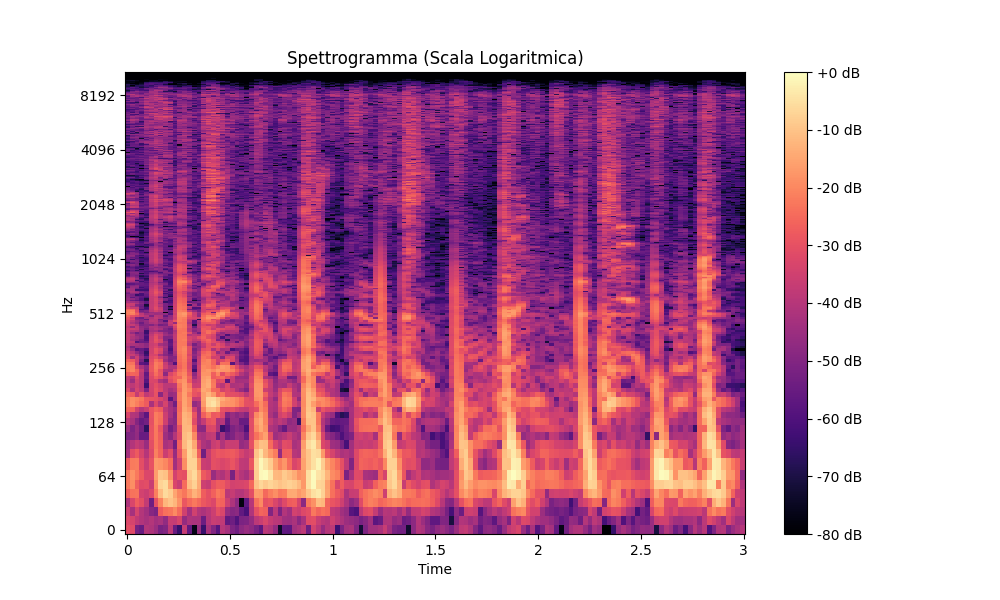 Spettrogramma (Scala Logaritmica)
Hz
8192
4096
2048
1024
512
256
128
64
0
0 0.5 1 1.5 2 2.5 3
Time
+0 dB
-10 dB
-20 dB
-30 dB
-40 dB
-50 dB
-60 dB
-70 dB
-80 dB